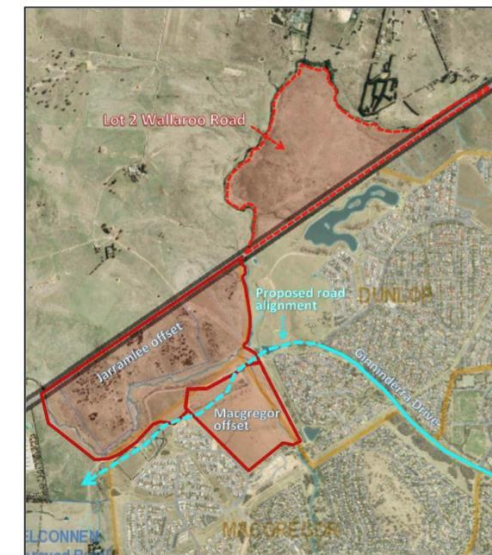 Lot 2 Wallaroo Road
Proposed road
alignment
DUNLOP
Jarramlee offset
Ginninderra Drive
Macgregor
offset
MACGREGOR
ELCONNEN